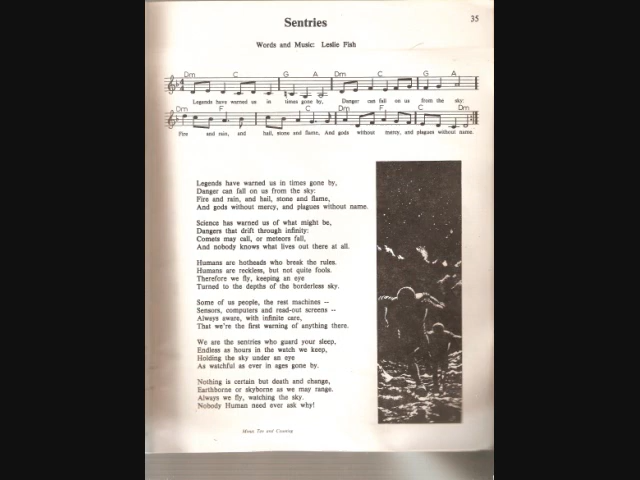 Sentries
35
Words and Music: Leslie Fish
Dm C G A Dm C G A
Legends have warned us in times gone by, Danger can fall on us from the sky:
Dm F C Dm F C Dm
Fire and rain, and hail, stone and flame, And gods without mercy, and plagues without name.
Legends have warned us in times gone by,
Danger can fall on us from the sky:
Fire and rain, and hail, stone and flame,
And gods without mercy, and plagues without name.
Science has warned us of what might be,
Dangers that drift through infinity:
Comets may call, or meteors fall,
And nobody knows what lives out there at all.
Humans are hotheads who break the rules.
Humans are reckless, but not quite fools.
Therefore we fly, keeping an eye
Turned to the depths of the borderless sky.
Some of us people, the rest machines --
Sensors, computers and read-out screens --
Always aware, with infinite care,
That we're the first warning of anything there.
We are the sentries who guard your sleep,
Endless as hours in the watch we keep,
Holding the sky under an eye
As watchful as ever in ages gone by.
Nothing is certain but death and change,
Earthborne or skyborne as we may range.
Always we fly, watching the sky.
Nobody Human need ever ask why!
and Counting